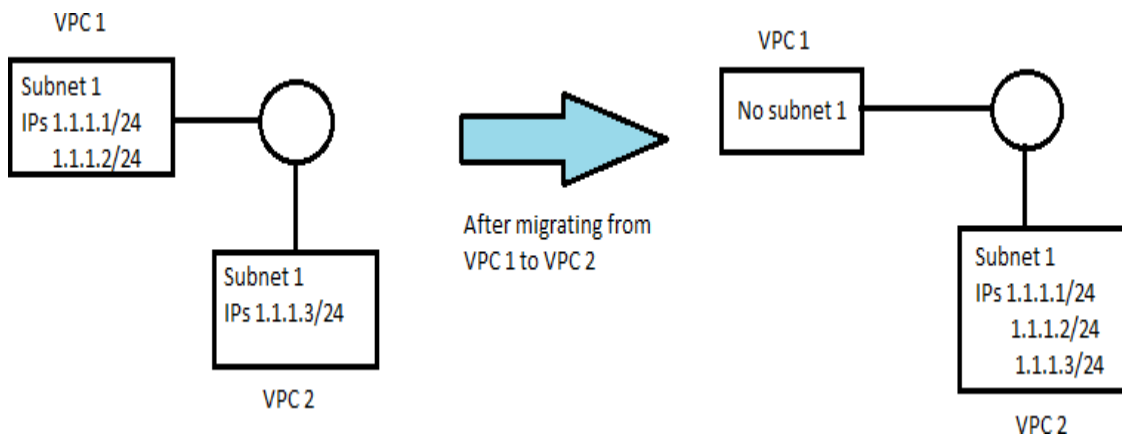 VPC 1
Subnet 1
IPs 1.1.1.1/24
1.1.1.2/24
Subnet 1
IPs 1.1.1.3/24
VPC 2
After migrating from
VPC 1 to VPC 2
VPC 1
No subnet 1
Subnet 1
IPs 1.1.1.1/24
1.1.1.2/24
1.1.1.3/24
VPC 2